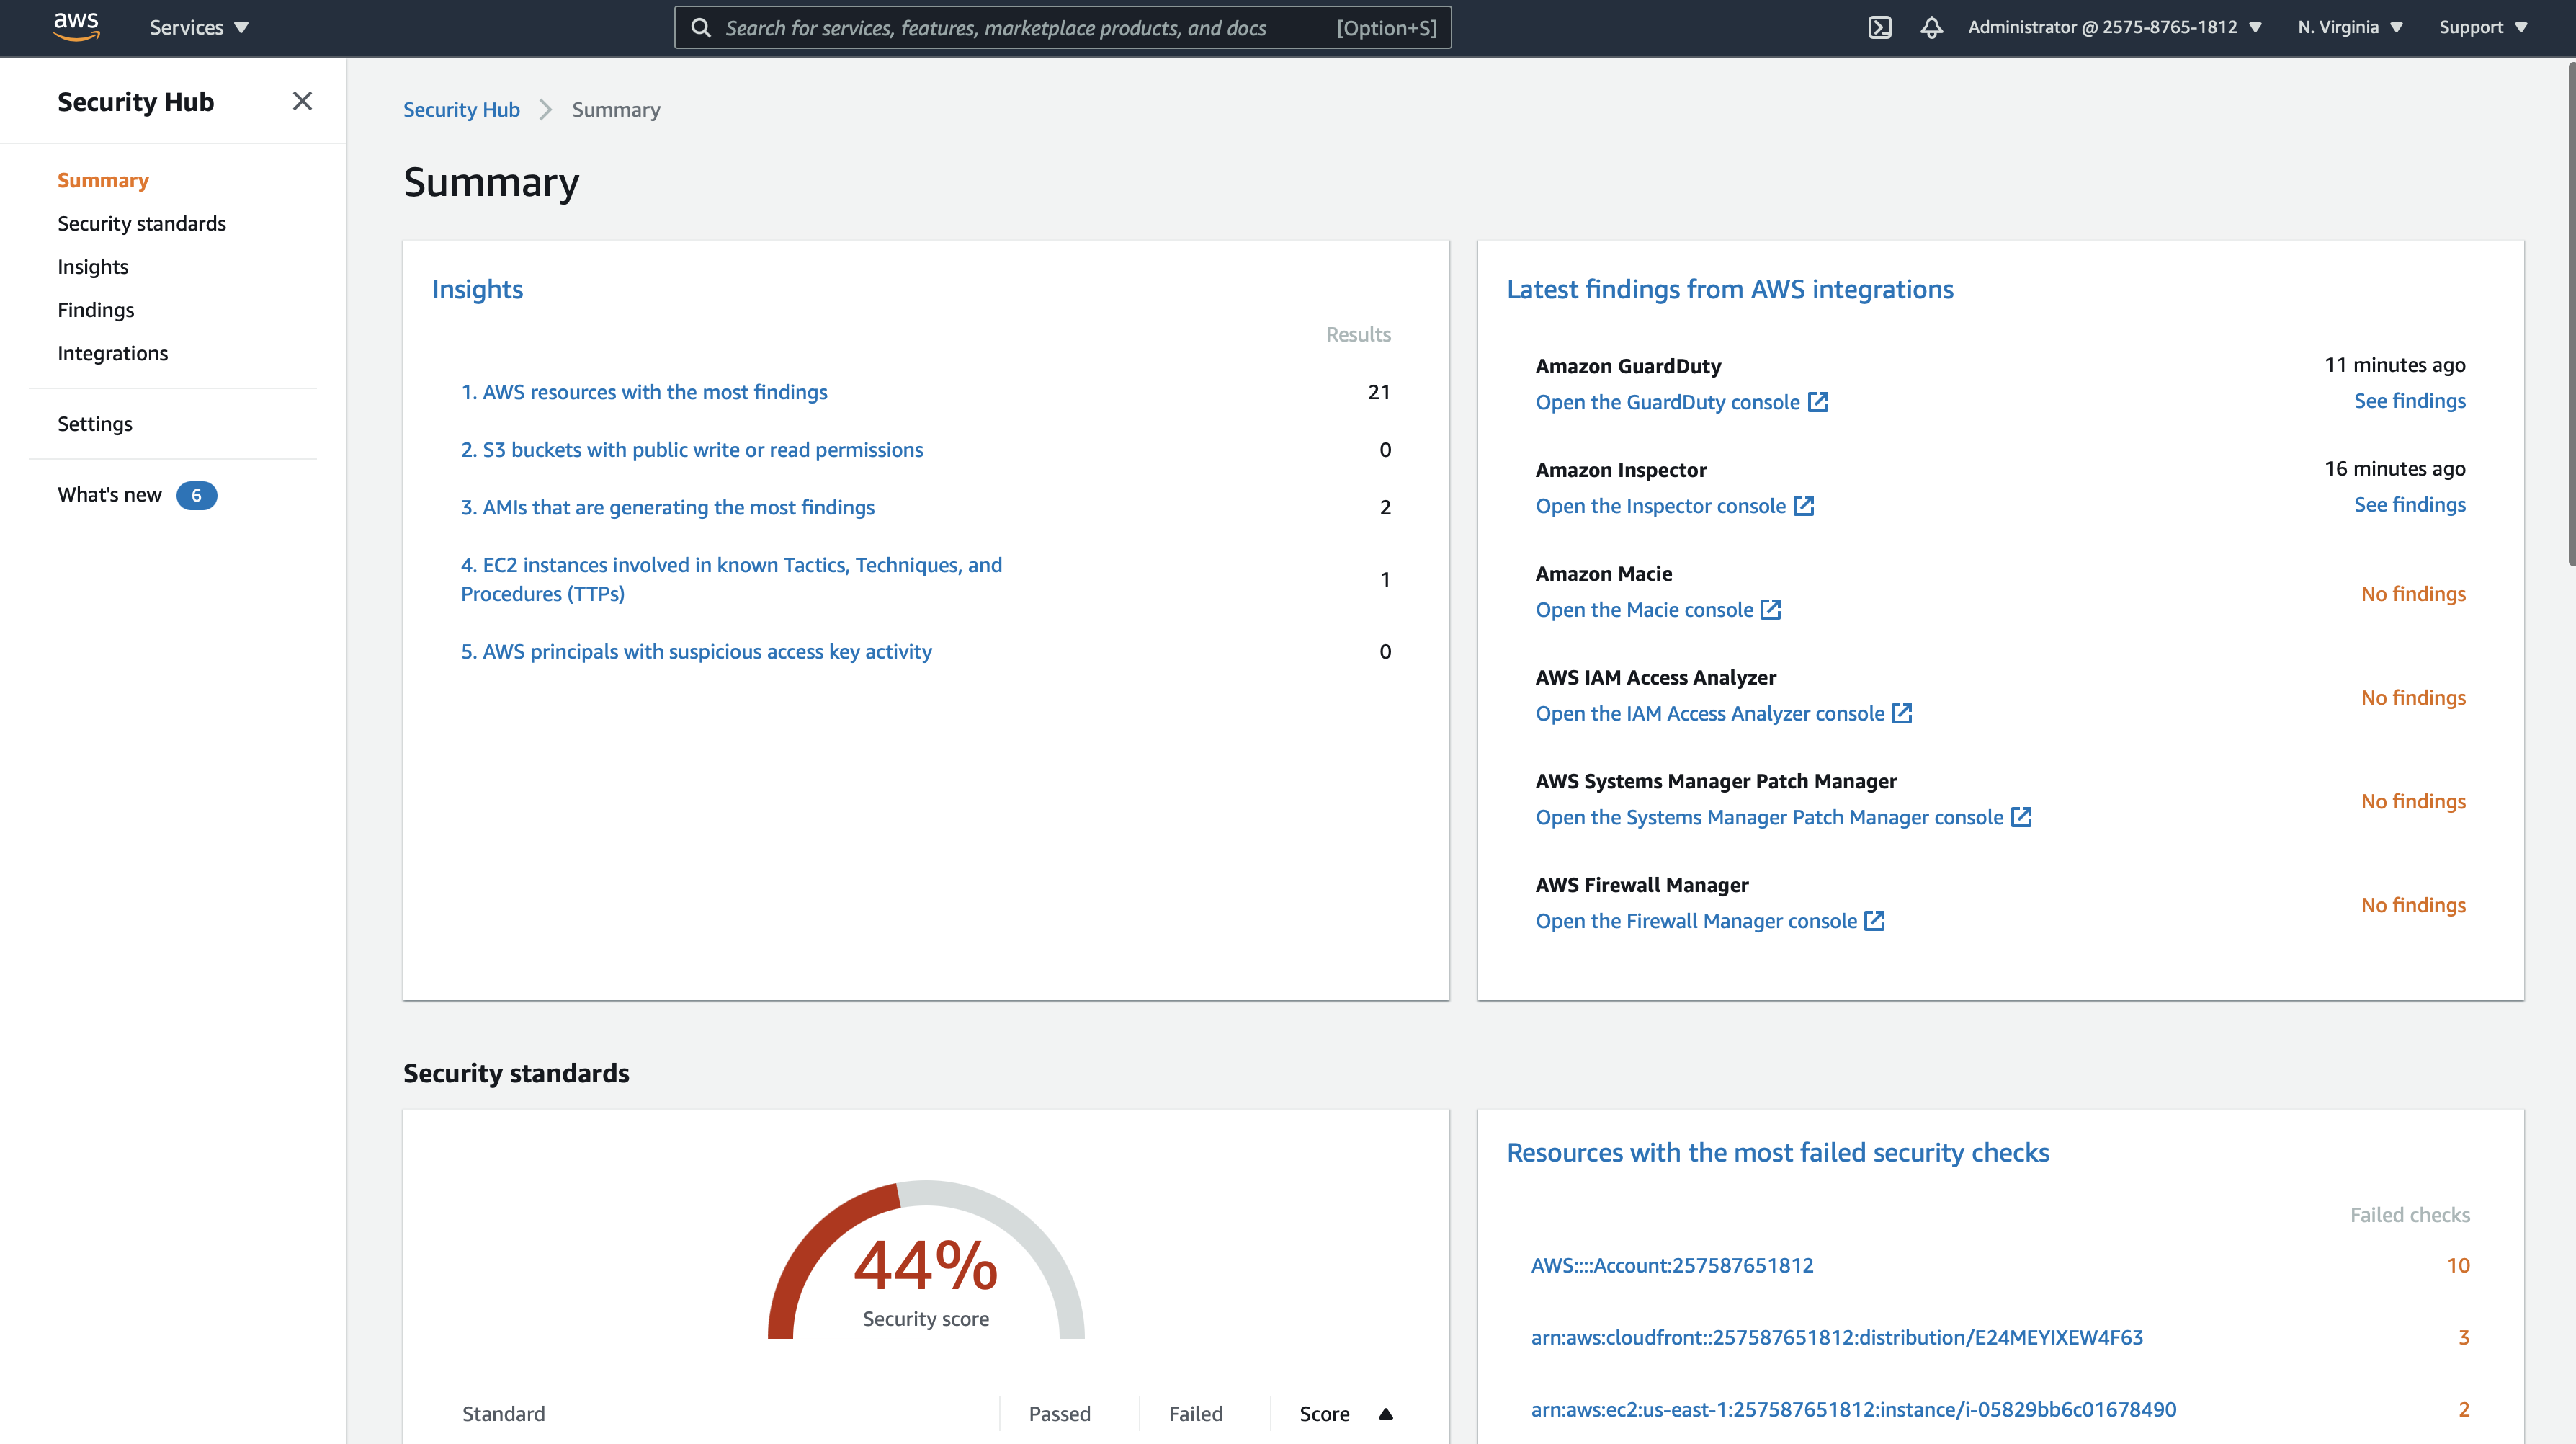 aws
Services
Search for services, features, marketplace products, and docs
[Option+S]
Administrator @ 2575-8765-1812
N. Virginia
Support
Security Hub
Summary
Security standards
Insights
Findings
Integrations
Settings
What's new 6
Security Hub > Summary
Summary
Insights
Results
1. AWS resources with the most findings 21
2. S3 buckets with public write or read permissions 0
3. AMIs that are generating the most findings 2
4. EC2 instances involved in known Tactics, Techniques, and
Procedures (TTPs) 1
5. AWS principals with suspicious access key activity 0
Latest findings from AWS integrations
Amazon GuardDuty 11 minutes ago
Open the GuardDuty console See findings
Amazon Inspector 16 minutes ago
Open the Inspector console See findings
Amazon Macie
Open the Macie console No findings
AWS IAM Access Analyzer
Open the IAM Access Analyzer console No findings
AWS Systems Manager Patch Manager
Open the Systems Manager Patch Manager console No findings
AWS Firewall Manager
Open the Firewall Manager console No findings
Security standards
44%
Security score
Standard Passed Failed Score
Resources with the most failed security checks
Failed checks
AWS::::Account:257587651812 10
arn:aws:cloudfront::257587651812:distribution/E24MEYIXEW4F63 3
arn:aws:ec2:us-east-1:257587651812:instance/i-05829bb6c01678490 2